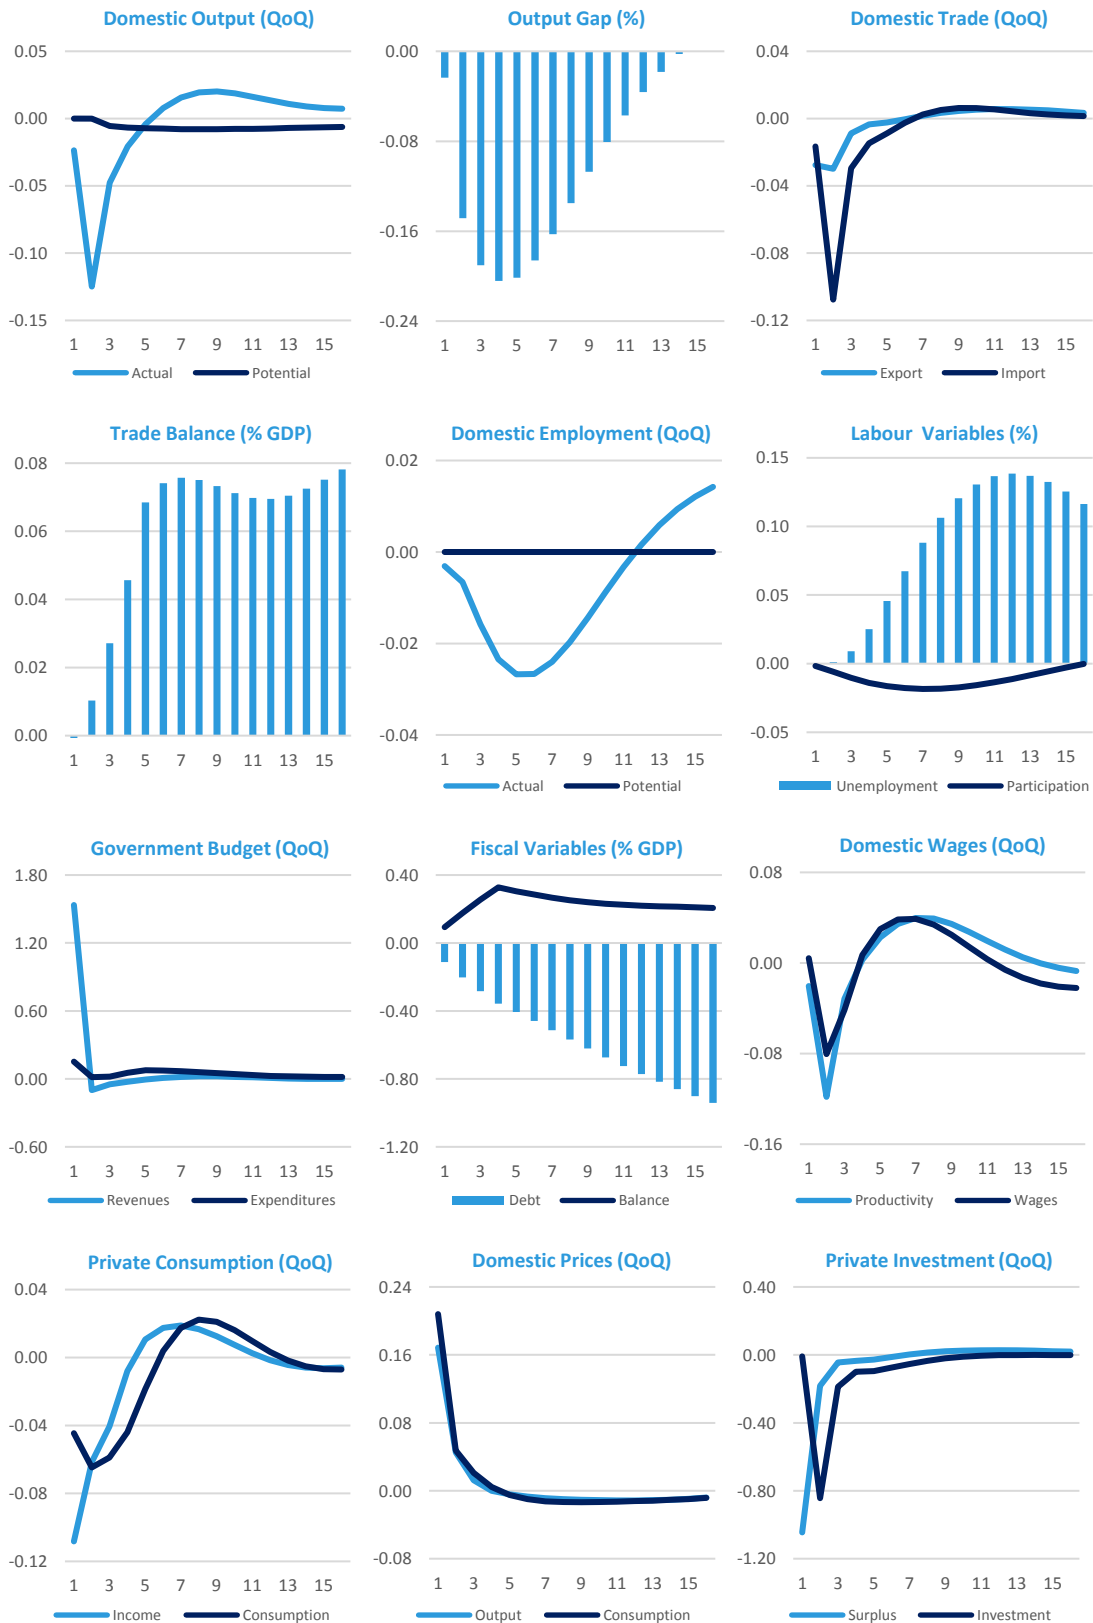 Domestic Output (QoQ)
0.05
0.00
-0.05
-0.10
-0.15
1 3 5 7 9 11 13 15
Actual Potential
Output Gap (%)
0.00
-0.08
-0.16
-0.24
1 3 5 7 9 11 13 15
Domestic Trade (QoQ)
0.04
0.00
-0.04
-0.08
-0.12
1 3 5 7 9 11 13 15
Export Import
Trade Balance (% GDP)
0.08
0.06
0.04
0.02
0.00
1 3 5 7 9 11 13 15
Domestic Employment (QoQ)
0.02
0.00
-0.02
-0.04
1 3 5 7 9 11 13 15
Actual Potential
Labour Variables (%)
0.15
0.10
0.05
0.00
-0.05
1 3 5 7 9 11 13 15
Unemployment Participation
Government Budget (QoQ)
1.80
1.20
0.60
0.00
-0.60
1 3 5 7 9 11 13 15
Revenues Expenditures
Fiscal Variables (% GDP)
0.40
0.00
-0.40
-0.80
-1.20
1 3 5 7 9 11 13 15
Debt Balance
Domestic Wages (QoQ)
0.08
0.00
-0.08
-0.16
1 3 5 7 9 11 13 15
Productivity Wages
Private Consumption (QoQ)
0.04
0.00
-0.04
-0.08
-0.12
1 3 5 7 9 11 13 15
Income Consumption
Domestic Prices (QoQ)
0.24
0.16
0.08
0.00
-0.08
1 3 5 7 9 11 13 15
Output Consumption
Private Investment (QoQ)
0.40
0.00
-0.40
-0.80
-1.20
1 3 5 7 9 11 13 15
Surplus Investment